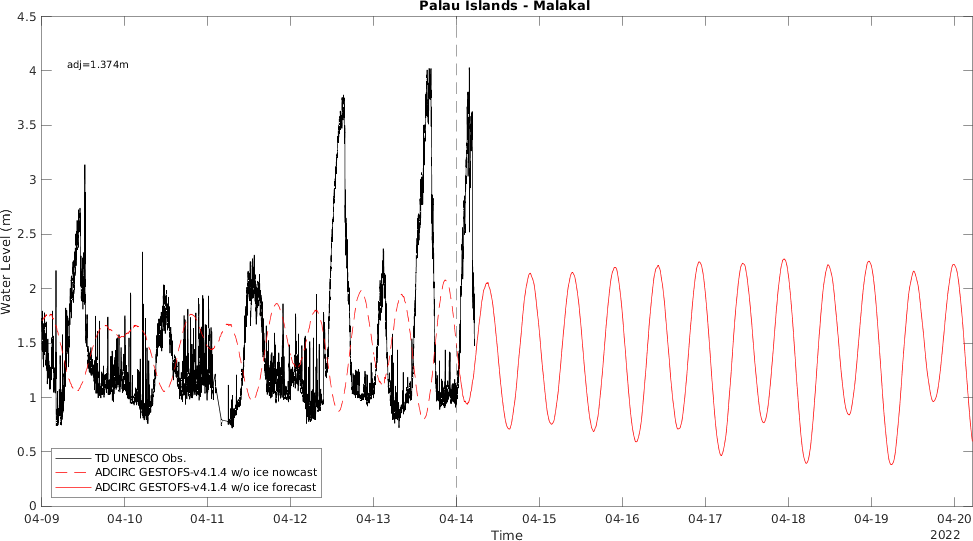 Palau Islands - Malakal
4.5
4
3.5
3
2.5
2
1.5
1
0.5
0
Water Level (m)
adj=1.374m
TD UNESCO Obs.
ADCIRC GESTOFS-v4.1.4 w/o ice nowcast
ADCIRC GESTOFS-v4.1.4 w/o ice forecast
04-09 04-10 04-11 04-12 04-13 04-14 04-15 04-16 04-17 04-18 04-19 04-20
Time
2022